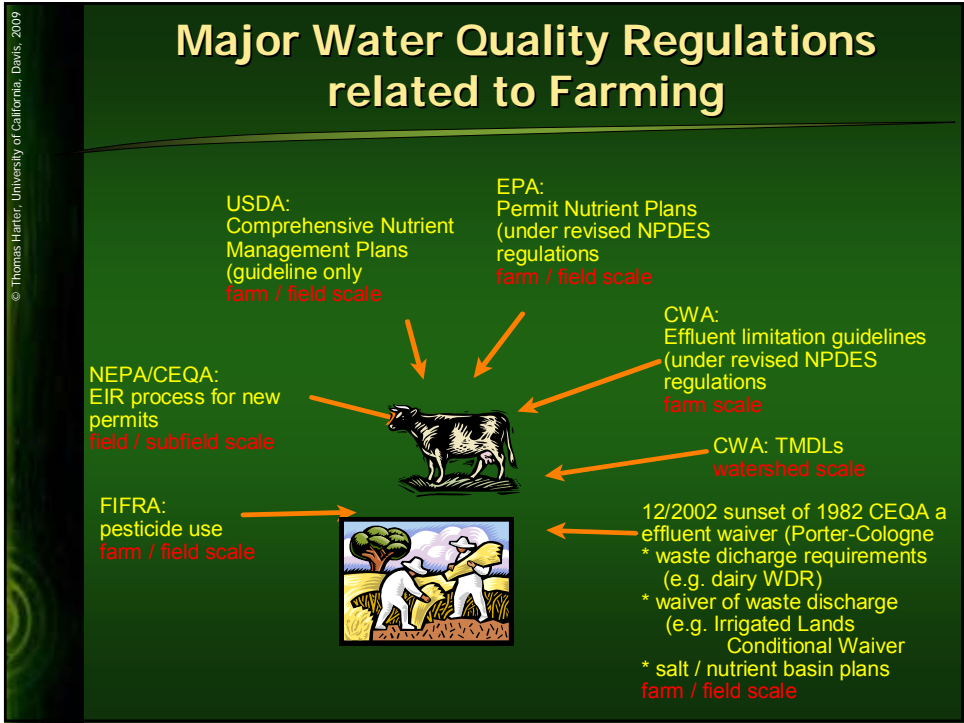 © Thomas Harter, University of California, Davis, 2009
Major Water Quality Regulations
related to Farming
USDA:
Comprehensive Nutrient
Management Plans
(guideline only
farm / field scale
EPA:
Permit Nutrient Plans
(under revised NPDES
regulations
farm / field scale
CWA:
Effluent limitation guidelines
(under revised NPDES
regulations
farm scale
NEPA/CEQA:
EIR process for new
permits
field / subfield scale
CWA: TMDLs
watershed scale
FIFRA:
pesticide use
farm / field scale
12/2002 sunset of 1982 CEQA a
effluent waiver (Porter-Cologne
* waste dicharge requirements
(e.g. dairy WDR)
* waiver of waste discharge
(e.g. Irrigated Lands
Conditional Waiver
* salt / nutrient basin plans
farm / field scale